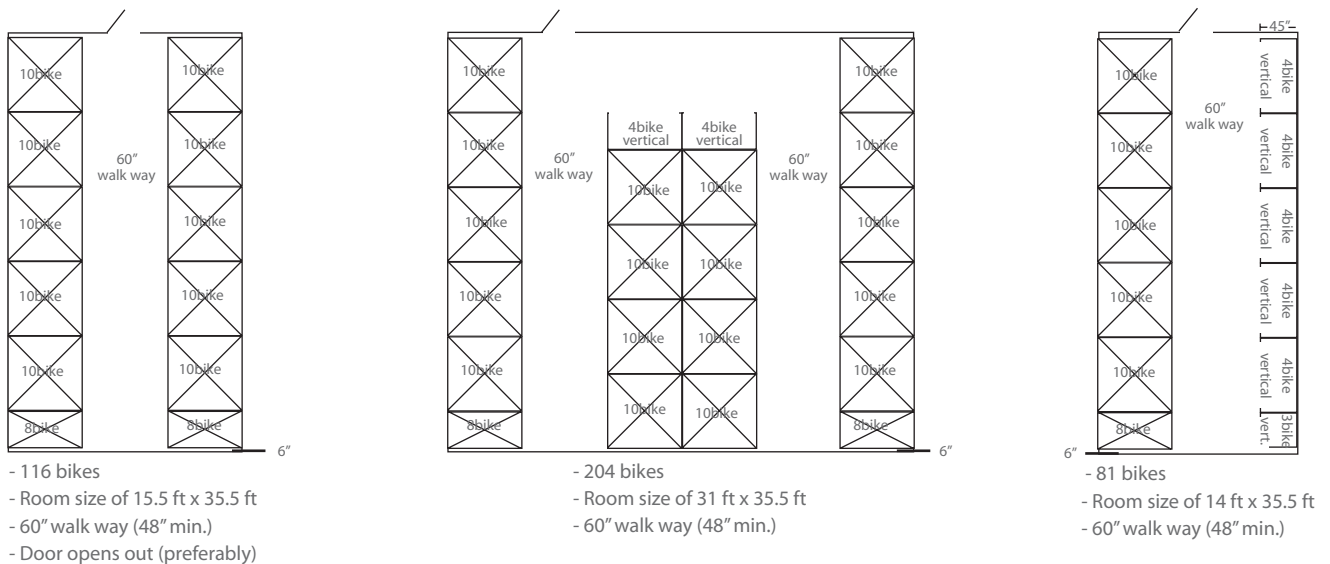 10bike
10bike
10bike
10bike
10bike
8bike
60”
walk way
10bike
10bike
10bike
10bike
10bike
8bike
6”
- 116 bikes
- Room size of 15.5 ft x 35.5 ft
- 60” walk way (48” min.)
- Door opens out (preferably)
10bike
10bike
10bike
10bike
10bike
8bike
60”
walk way
4bike
vertical
4bike
vertical
10bike
10bike
10bike
10bike
10bike
10bike
10bike
10bike
60”
walk way
10bike
10bike
10bike
10bike
10bike
8bike
6”
- 204 bikes
- Room size of 31 ft x 35.5 ft
- 60” walk way (48” min.)
10bike
10bike
10bike
10bike
10bike
8bike
60”
walk way
45”
4bike
vertical
4bike
vertical
4bike
vertical
4bike
vertical
4bike
vertical
3bike
vert.
6”
- 81 bikes
- Room size of 14 ft x 35.5 ft
- 60” walk way (48” min.)